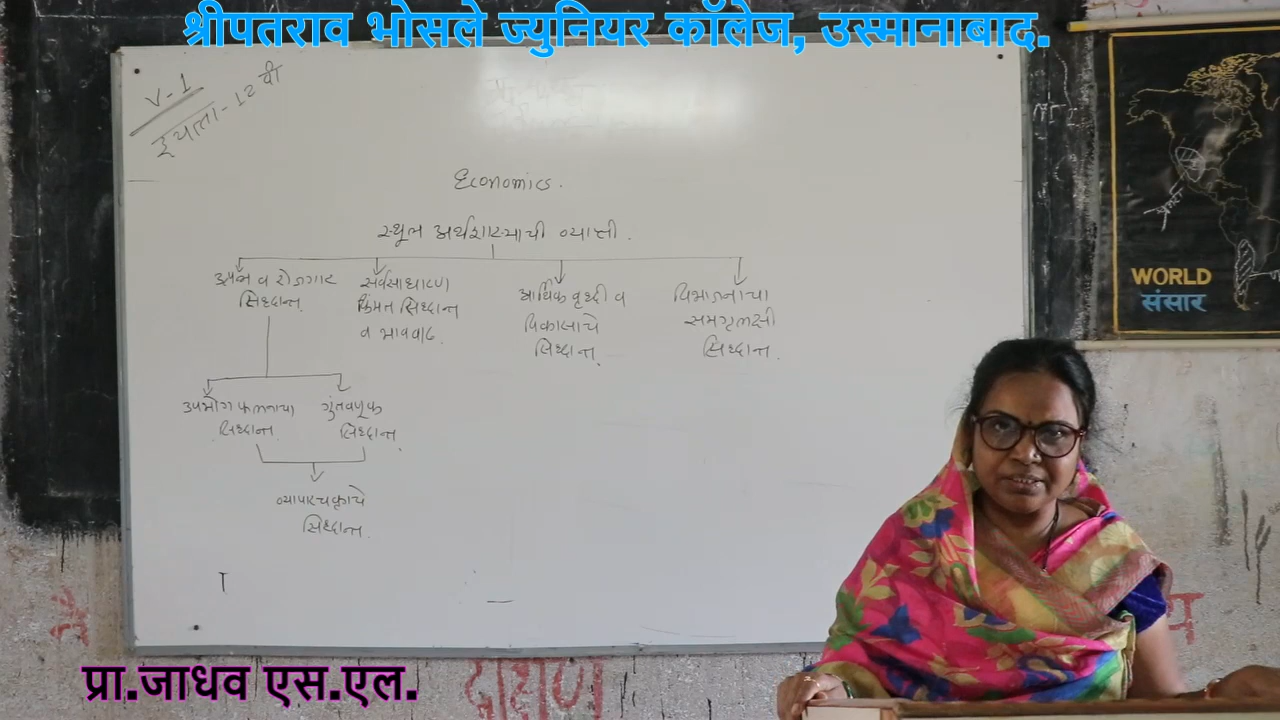 श्रीपतराव भोसले ज्युनियर कॉलेज, उस्मानाबाद.
V-1
इयत्ता-12 वी
Economics.
स्थूल अर्थशास्त्राची व्याप्ती.
उत्पन्न व रोजगार
सिध्दान्त
सर्वसाधारण
किंमत सिध्दान्त
व भाववाढ.
आर्थिक वृध्दी व
विकासाचे
सिध्दान्त.
विभाजनाचा
समग्रलक्षी
सिध्दान्त.
उपभोग फलनाचा
सिध्दान्त
गुंतवणूक
सिध्दान्त.
व्यापारचक्राचे
सिध्दान्त.
WORLD
संसार
प्रा.जाधव एस.एल.